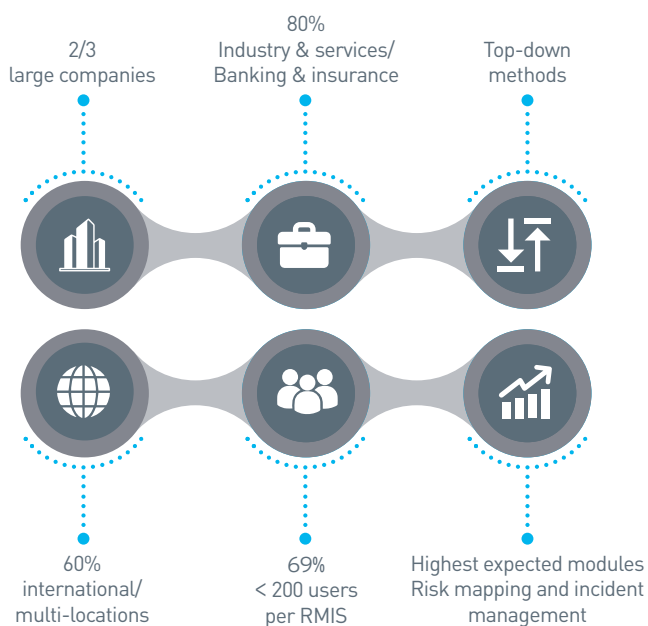 2/3
large companies
80%
Industry & services/
Banking & insurance
Top-down
methods
60%
international/
multi-locations
69%
< 200 users
per RMIS
Highest expected modules
Risk mapping and incident
management